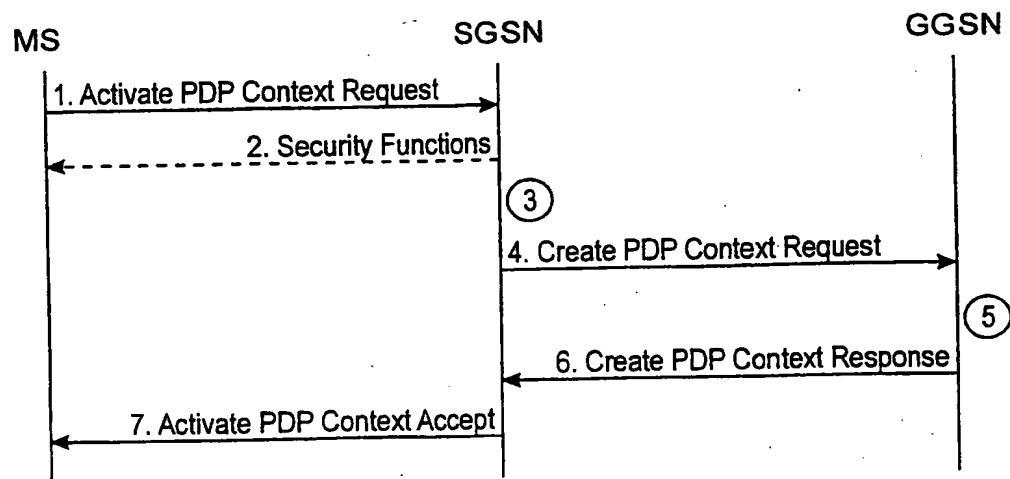 MS SGSN GGSN
1. Activate PDP Context Request
2. Security Functions
3
4. Create PDP Context Request
5
6. Create PDP Context Response
7. Activate PDP Context Accept